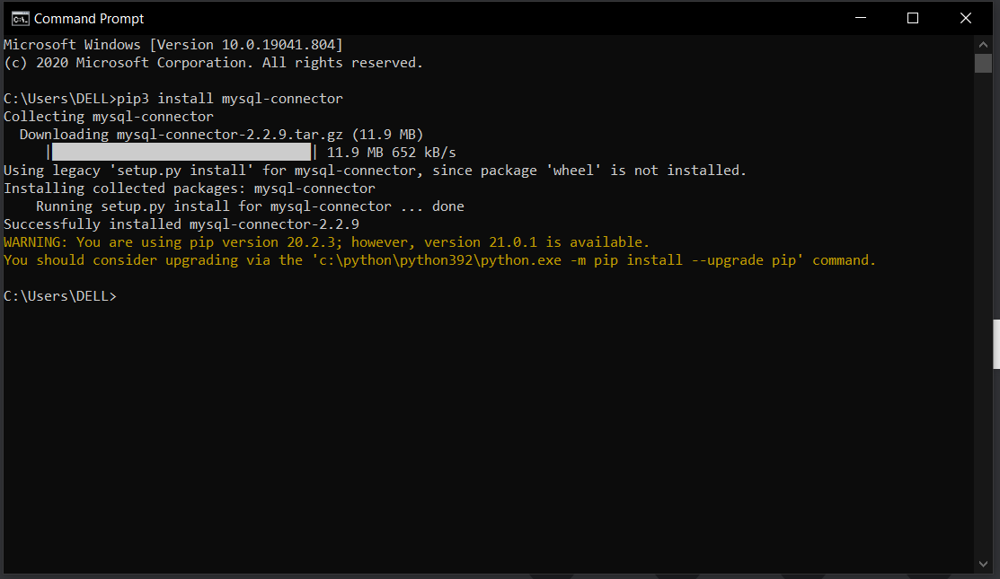 Command Prompt
Microsoft Windows [Version 10.0.19041.804]
(c) 2020 Microsoft Corporation. All rights reserved.
C:\Users\DELL>pip3 install mysql-connector
Collecting mysql-connector
  Downloading mysql-connector-2.2.9.tar.gz (11.9 MB)
     |████████████████████████████████| 11.9 MB 652 kB/s
Using legacy 'setup.py install' for mysql-connector, since package 'wheel' is not installed.
Installing collected packages: mysql-connector
    Running setup.py install for mysql-connector ... done
Successfully installed mysql-connector-2.2.9
WARNING: You are using pip version 20.2.3; however, version 21.0.1 is available.
You should consider upgrading via the 'c:\python\python392\python.exe -m pip install --upgrade pip' command.
C:\Users\DELL>